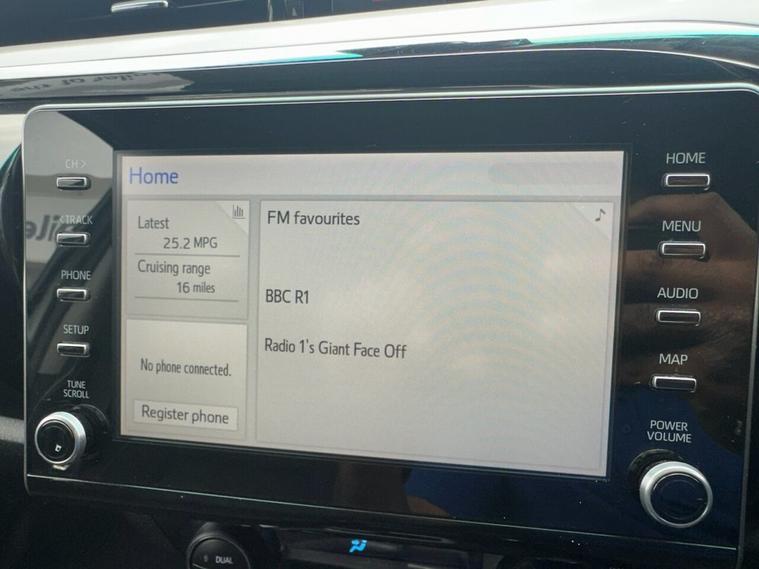 CH>
<TRACK
PHONE
SETUP
TUNE
SCROLL
Home
Latest
25.2 MPG
Cruising range
16 miles
No phone connected.
Register phone
FM favourites
BBC R1
Radio 1's Giant Face Off
HOME
MENU
AUDIO
MAP
POWER
VOLUME
DUAL